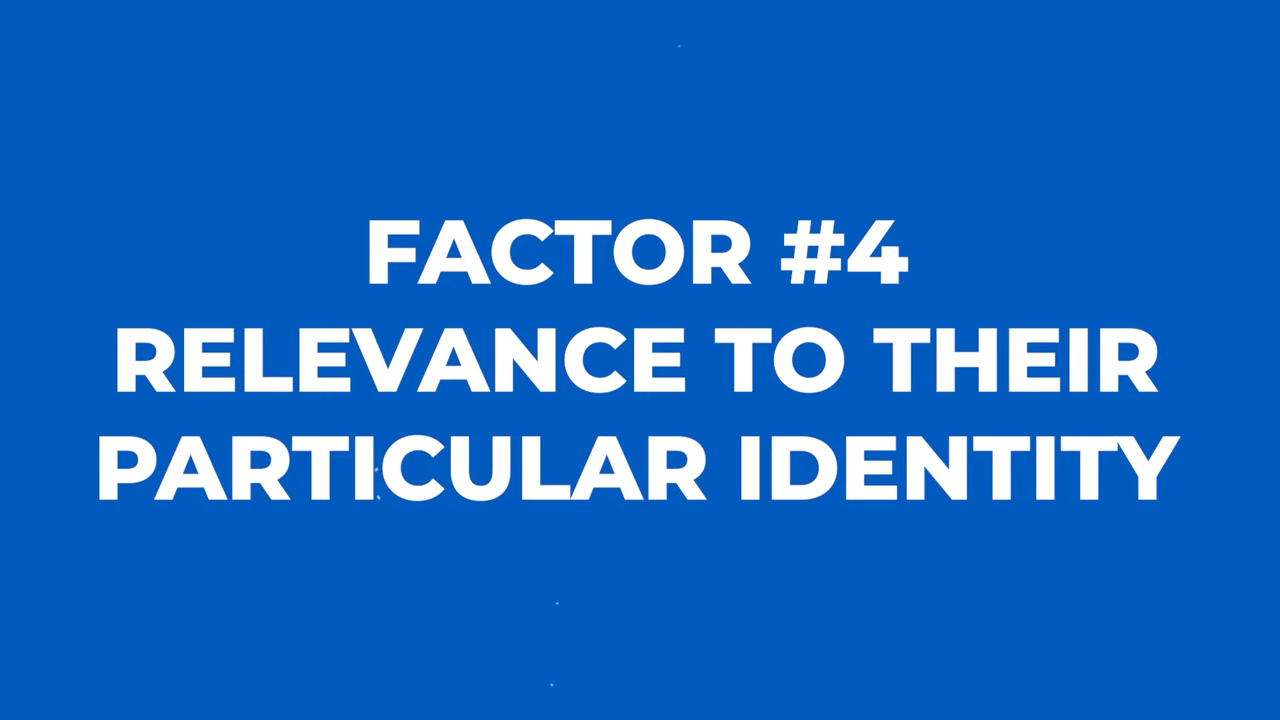 FACTOR #4
RELEVANCE TO THEIR
PARTICULAR IDENTITY